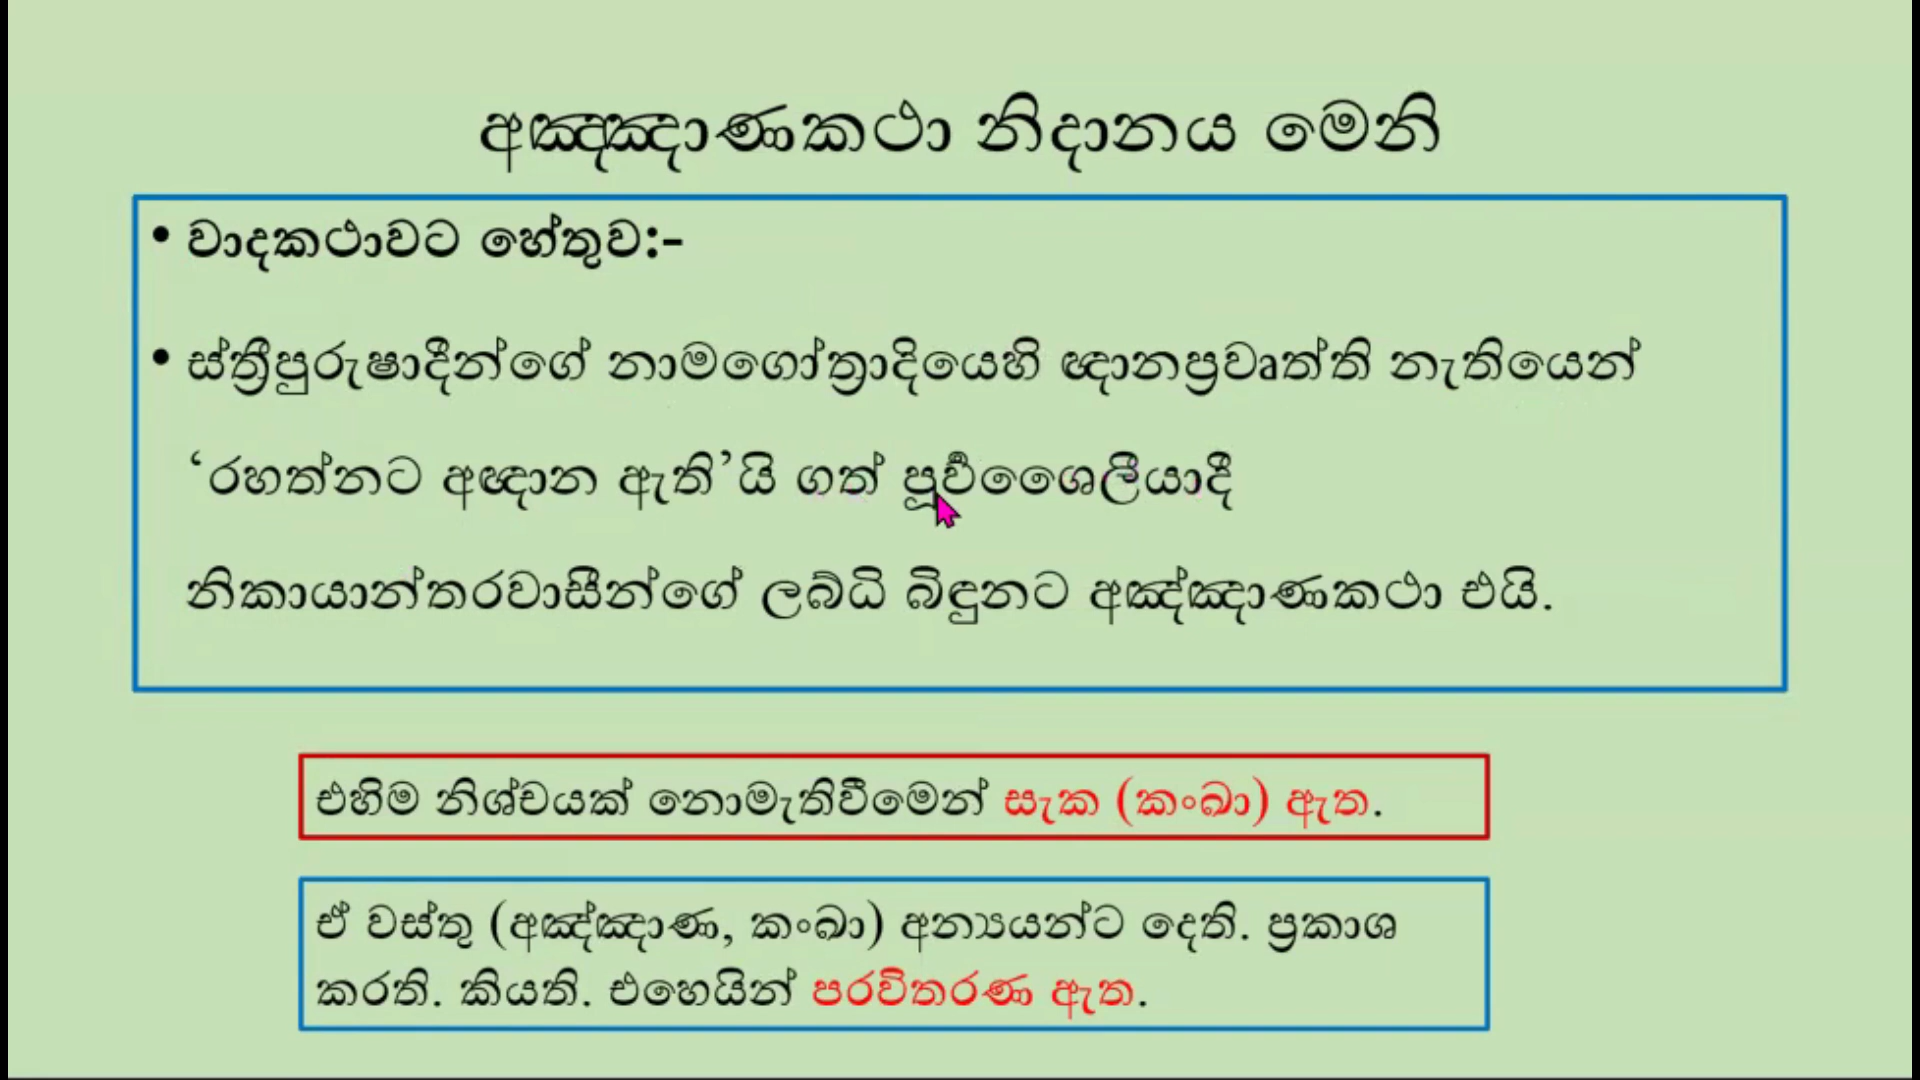 අඤ්ඤාණකථා නිදානය මෙනි
• වාදකථාවට හේතුව:-
• ස්ත්‍රීපුරුෂාදීන්ගේ නාමගෝත්‍රාදියෙහි ඥානප්‍රවෘත්ති නැතියෙන්
‘රහත්නට අඥාන ඇති’යි ගත් පූර්‍වශෛලීයාදී
නිකායාන්තරවාසීන්ගේ ලබ්ධි බිඳුනට අඤ්ඤාණකථා එයි.
එහිම නිශ්චයක් නොමැතිවීමෙන් සැක (කංඛා) ඇත.
ඒ වස්තු (අඤ්ඤාණ, කංඛා) අන්‍යයන්ට දෙති. ප්‍රකාශ
කරති. කියති. එහෙයින් පරවිතරණ ඇත.